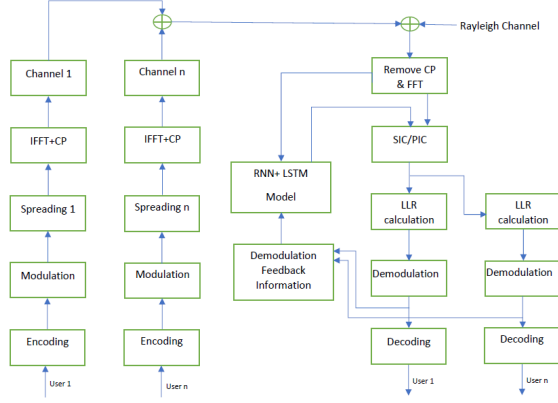 Rayleigh Channel
Channel 1
Channel n
Remove CP
& FFT
IFFT+CP
IFFT+CP
SIC/PIC
RNN+ LSTM
Model
Spreading 1
Spreading n
LLR
calculation
LLR
calculation
Demodulation
Feedback
Information
Modulation
Modulation
Demodulation
Demodulation
Encoding
Encoding
Decoding
Decoding
User 1
User n
User 1
User n